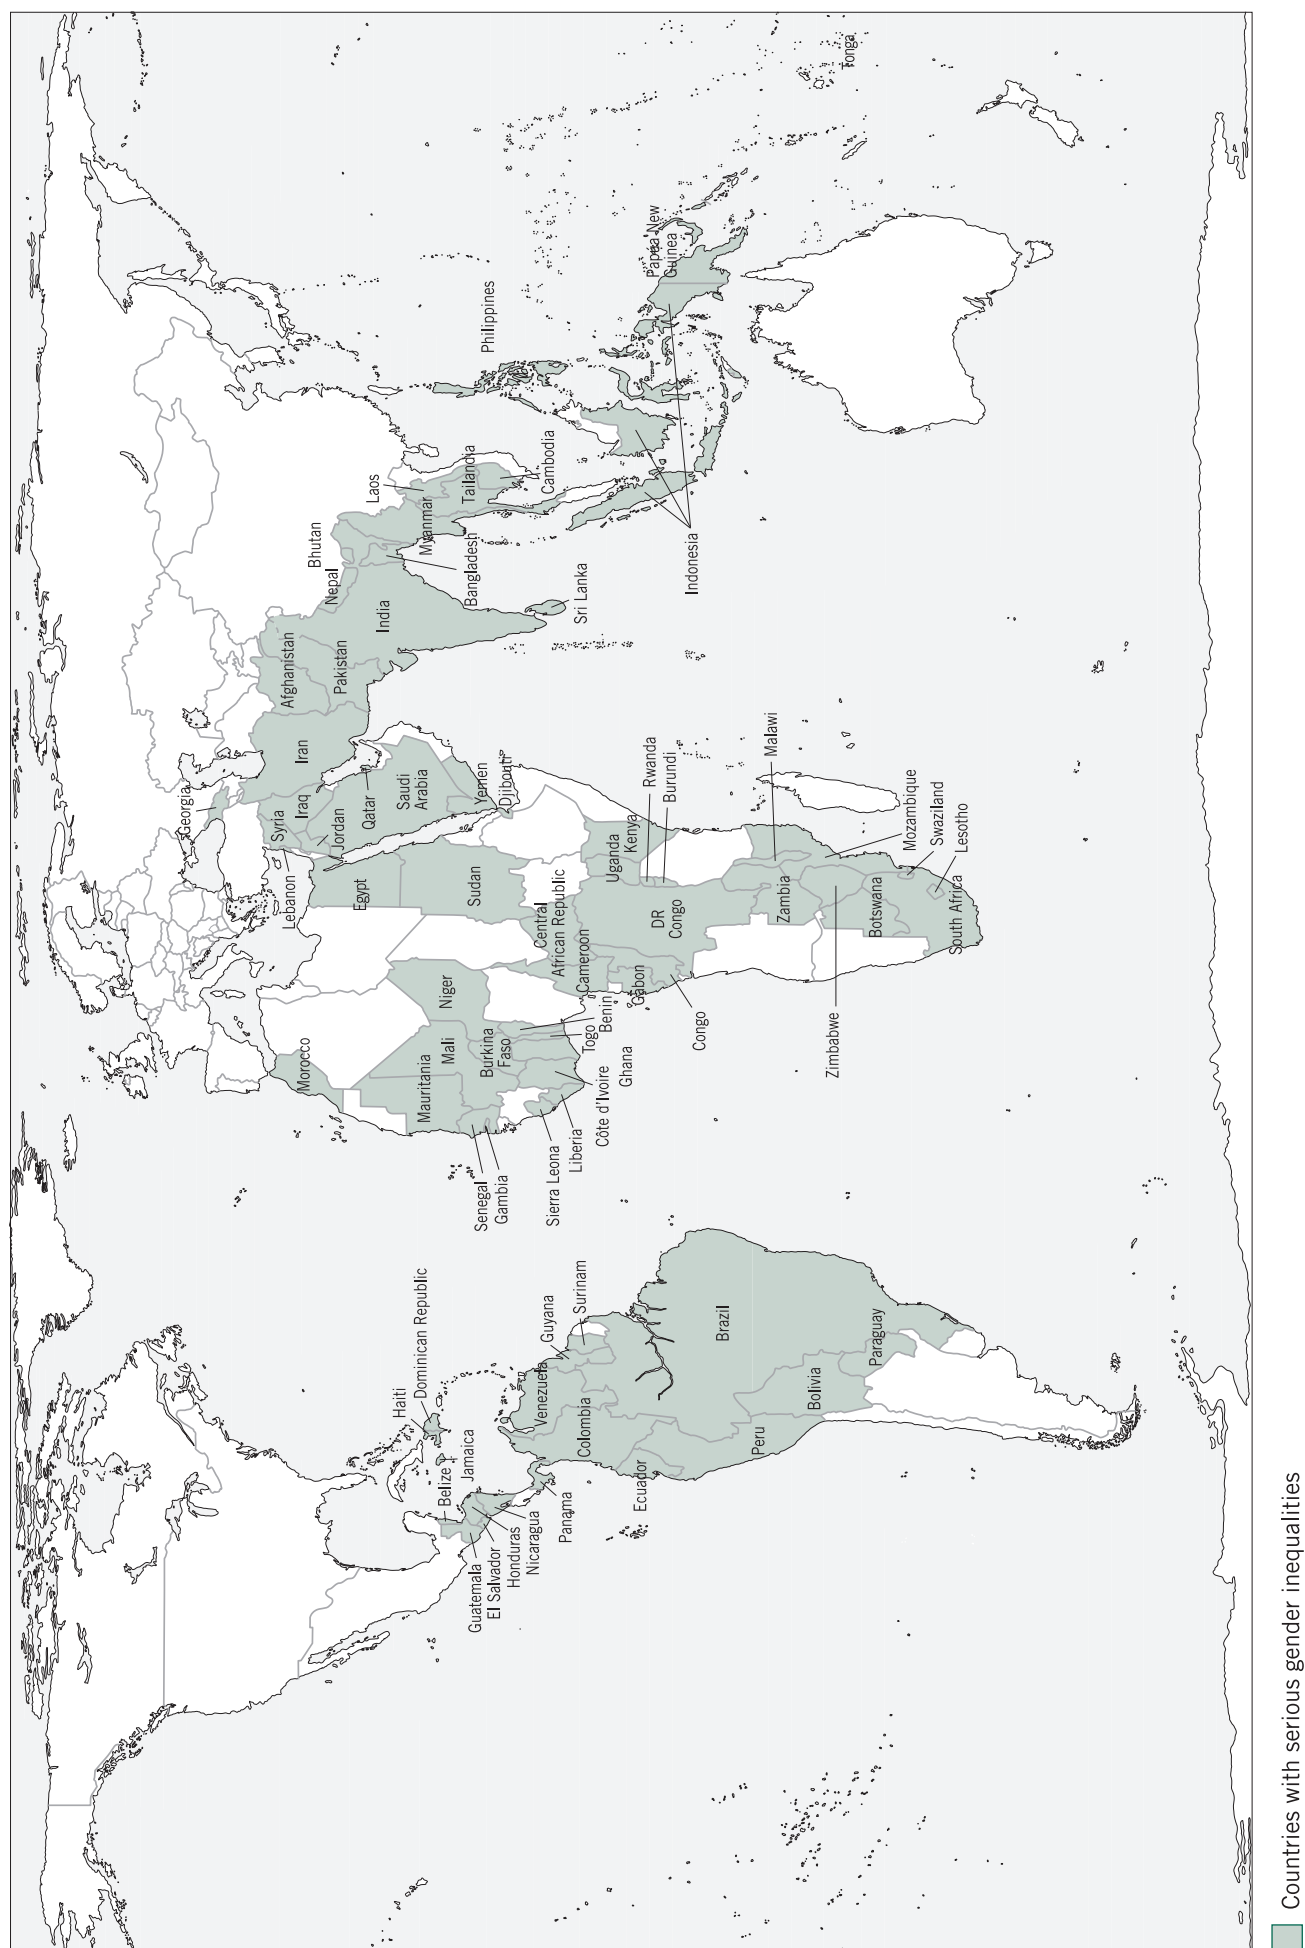 Haiti
Dominican Republic
Belize
Jamaica
Guatemala
El Salvador
Honduras
Nicaragua
Panama
Venezuela
Guyana
Surinam
Colombia
Ecuador
Brazil
Peru
Bolivia
Paraguay
Georgia
Lebanon
Syria
Iraq
Iran
Jordan
Qatar
Saudi
Arabia
Yemen
Djibouti
Afghanistan
Pakistan
Nepal
Bhutan
India
Bangladesh
Sri Lanka
Laos
Myanmar
Tailandia
Cambodia
Philippines
Indonesia
Papua New
Guinea
Tonga
Morocco
Egypt
Mauritania
Mali
Niger
Sudan
Senegal
Gambia
Burkina
Faso
Sierra Leona
Liberia
Côte d'Ivoire
Ghana
Togo
Benin
Central
African Republic
Cameroon
Gabon
Congo
DR
Congo
Uganda
Kenya
Rwanda
Burundi
Malawi
Zambia
Zimbabwe
Mozambique
Botswana
Swaziland
Lesotho
South Africa
Countries with serious gender inequalities